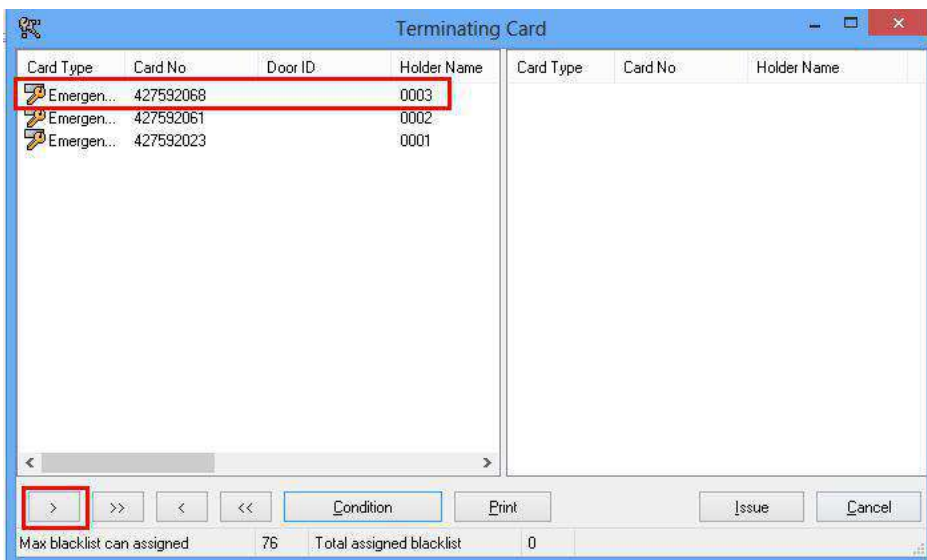 Terminating Card
Card Type Card No Door ID Holder Name Card Type Card No Holder Name
Emergen... 427592068 0003
Emergen... 427592061 0002
Emergen... 427592023 0001
< >
> >> < << Condition Print Issue Cancel
Max blacklist can assigned 76 Total assigned blacklist 0